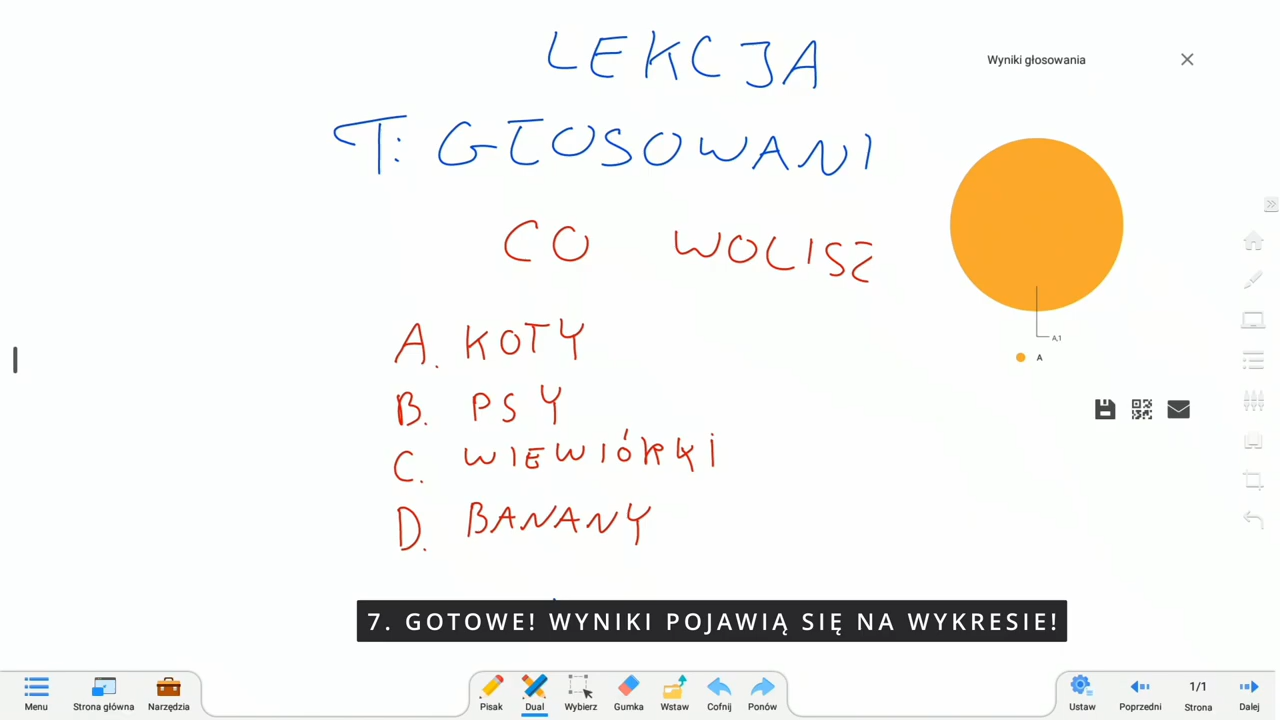 LEKCJA
T: GŁOSOWANI
CO WOLISZ
A. KOTY
B. PSY
C. WIEWIÓRKI
D. BANANY
Wyniki głosowania
A,1
A
7. GOTOWE! WYNIKI POJAWIĄ SIĘ NA WYKRESIE!
Menu Strona główna Narzędzia Pisak Dual Wybierz Gumka Wstaw Cofnij Ponów Ustaw Poprzedni 1/1 Strona Dalej